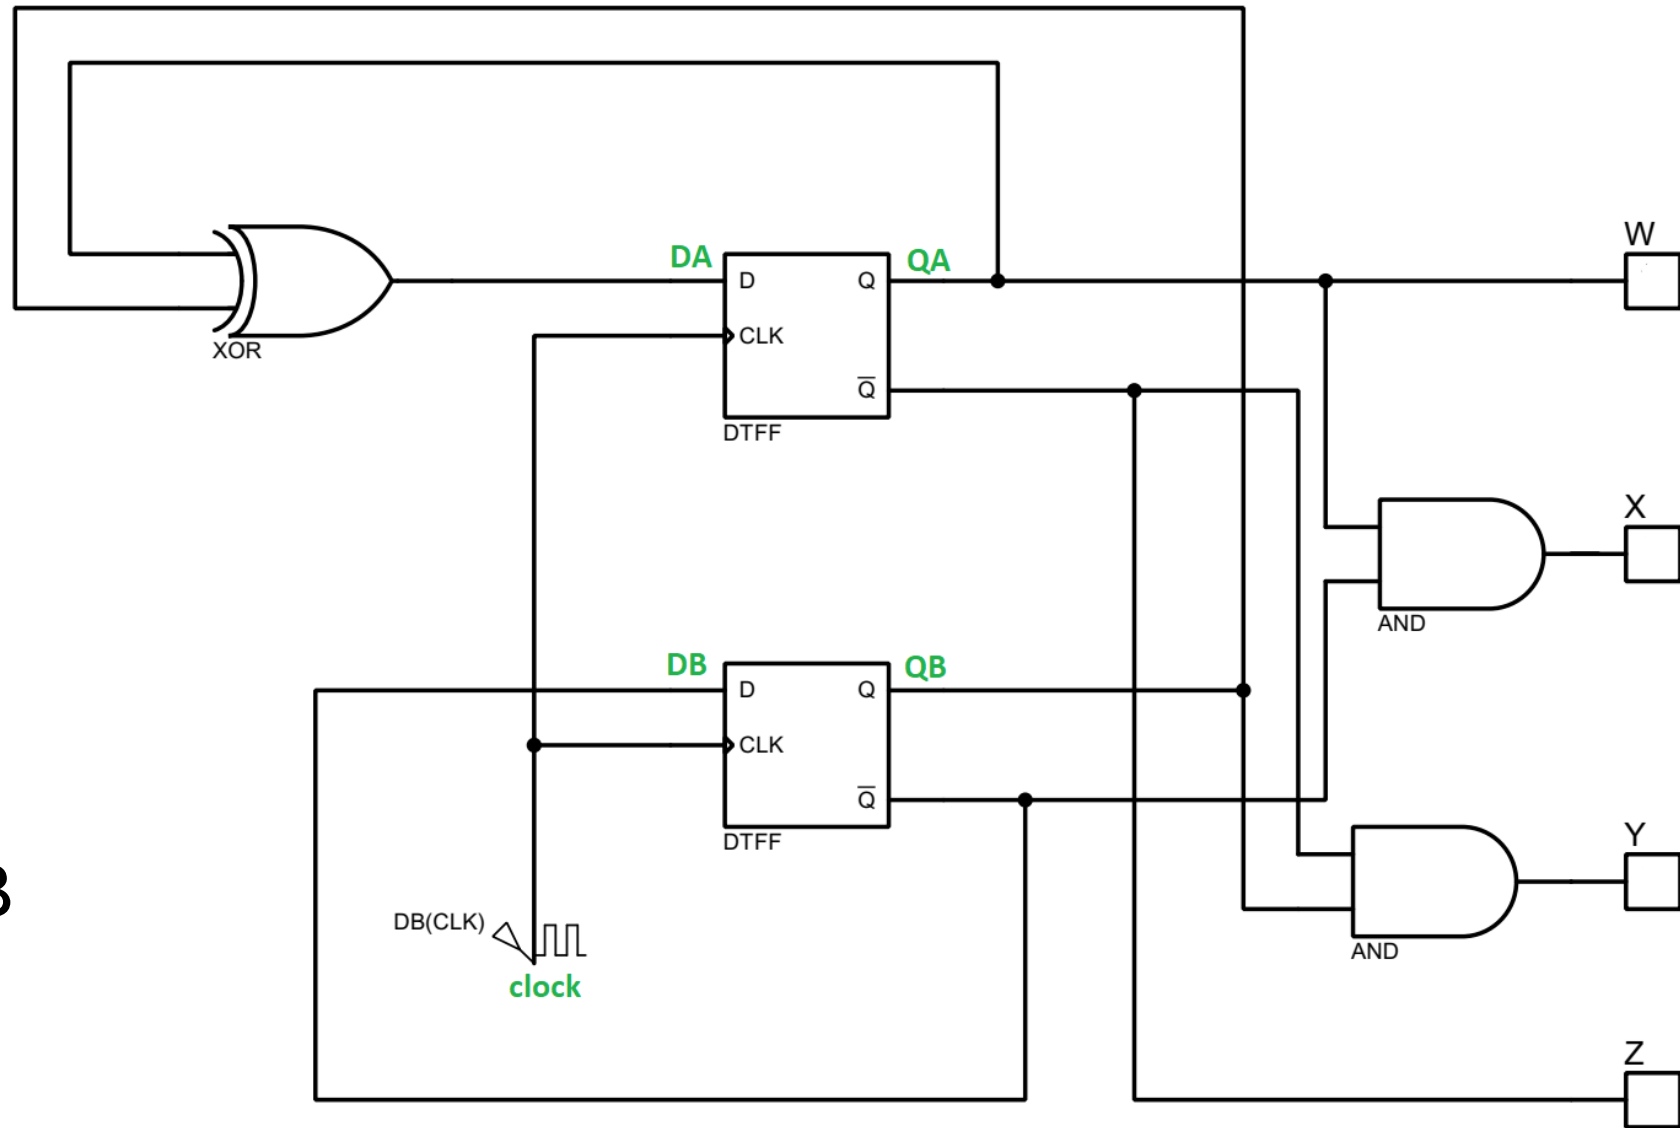 W
DA
QA
D
Q
CLK
XOR
Q̅
DTFF
X
AND
DB
QB
D
Q
CLK
Q̅
DTFF
Y
B
DB(CLK)
AND
clock
Z